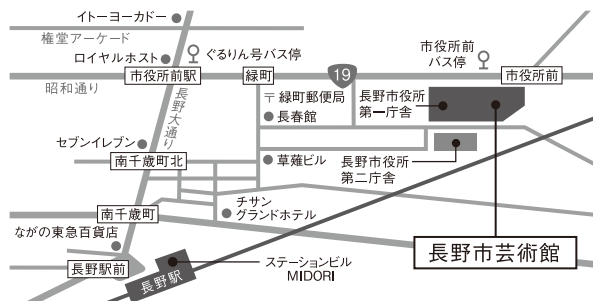 イトーヨーカドー
権堂アーケード
ロイヤルホスト
ぐるりん号バス停
市役所前
バス停
市役所前駅
緑町
19
市役所前
昭和通り
長野大通り
〒緑町郵便局
長春館
長野市役所
第一庁舎
セブンイレブン
南千歳町北
草薙ビル
長野市役所
第二庁舎
南千歳町
チサン
グランドホテル
ながの東急百貨店
長野市芸術館
長野駅前
長野駅
ステーションビル
MIDORI